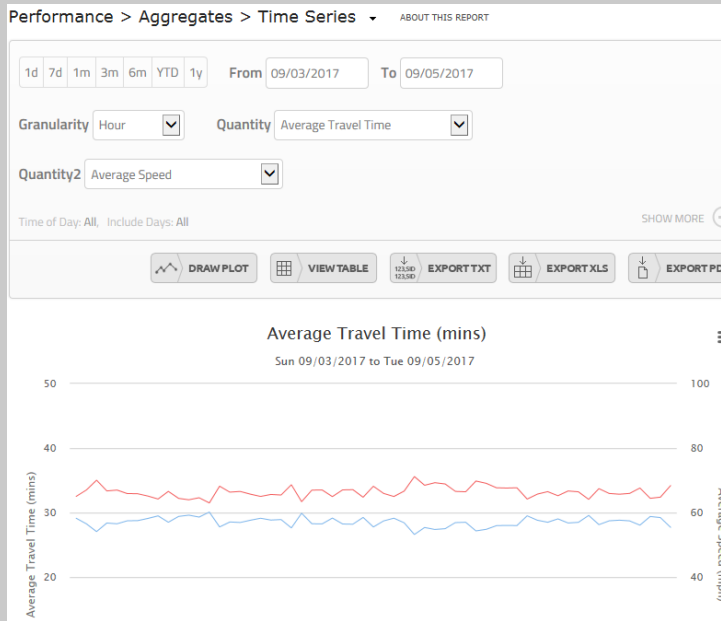 Performance > Aggregates > Time Series ABOUT THIS REPORT
1d 7d 1m 3m 6m YTD 1y From 09/03/2017 To 09/05/2017
Granularity Hour Quantity Average Travel Time
Quantity2 Average Speed
Time of Day: All, Include Days: All SHOW MORE
DRAW PLOT VIEW TABLE EXPORT TXT EXPORT XLS EXPORT PD
Average Travel Time (mins)
Sun 09/03/2017 to Tue 09/05/2017
50 100
40 80
30 60
20 40
Average Travel Time (mins)
Average Speed (mph)